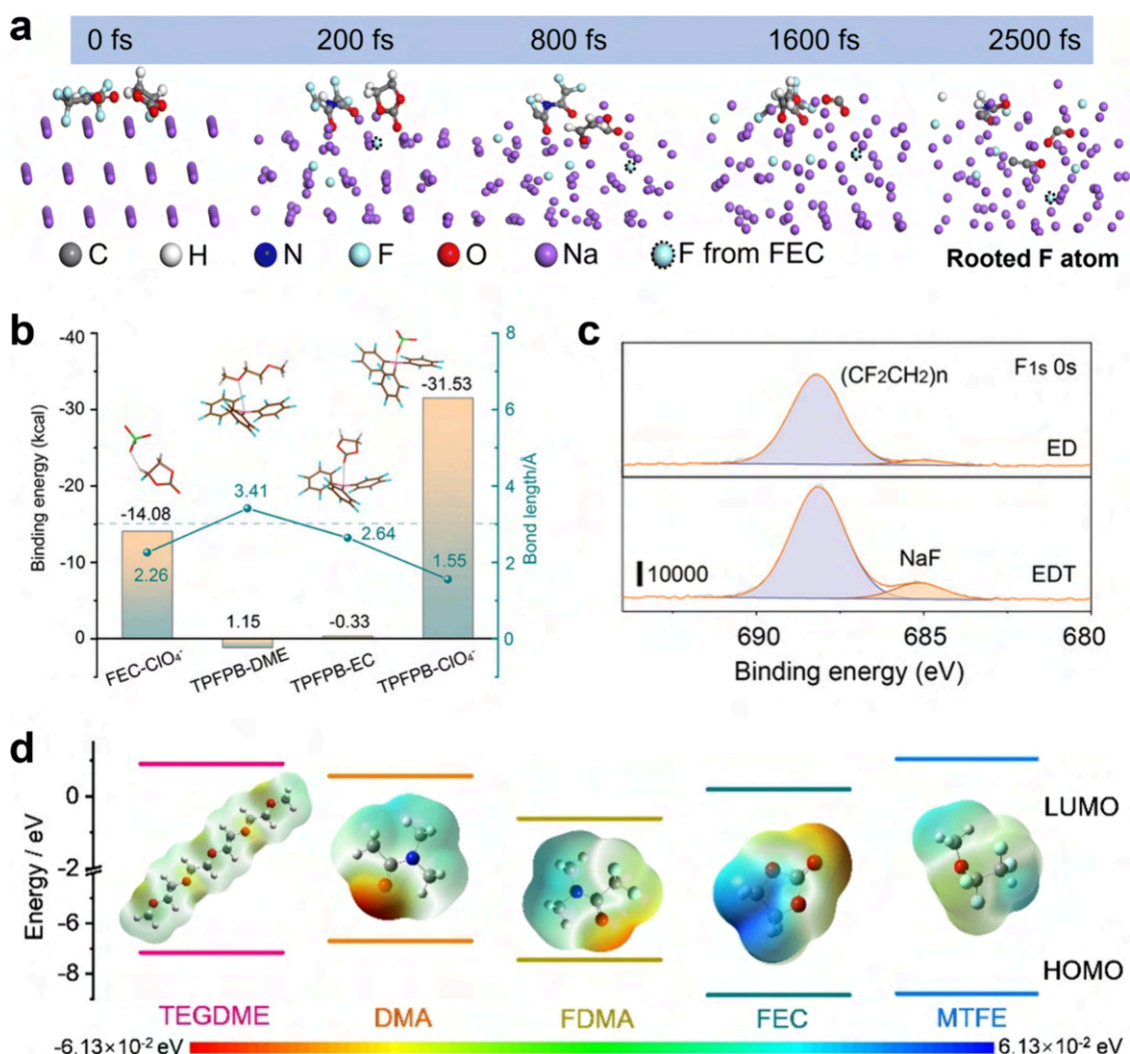 a
0 fs 200 fs 800 fs 1600 fs 2500 fs
C H N F O Na F from FEC Rooted F atom
b
Binding energy (kcal)
-40
-30
-20
-10
0
-14.08
2.26
3.41
1.15
2.64
-0.33
-31.53
1.55
8
6
4
2
0
Bond length/Å
FEC-ClO₄⁻ TPFPB-DME TPFPB-EC TPFPB-ClO₄⁻
c
(CF2CH2)n F1s 0s
ED
NaF
10000 EDT
690 685 680
Binding energy (eV)
d
Energy / eV
0
-2
-6
-8
LUMO
HOMO
TEGDME DMA FDMA FEC MTFE
-6.13×10⁻² eV 6.13×10⁻² eV